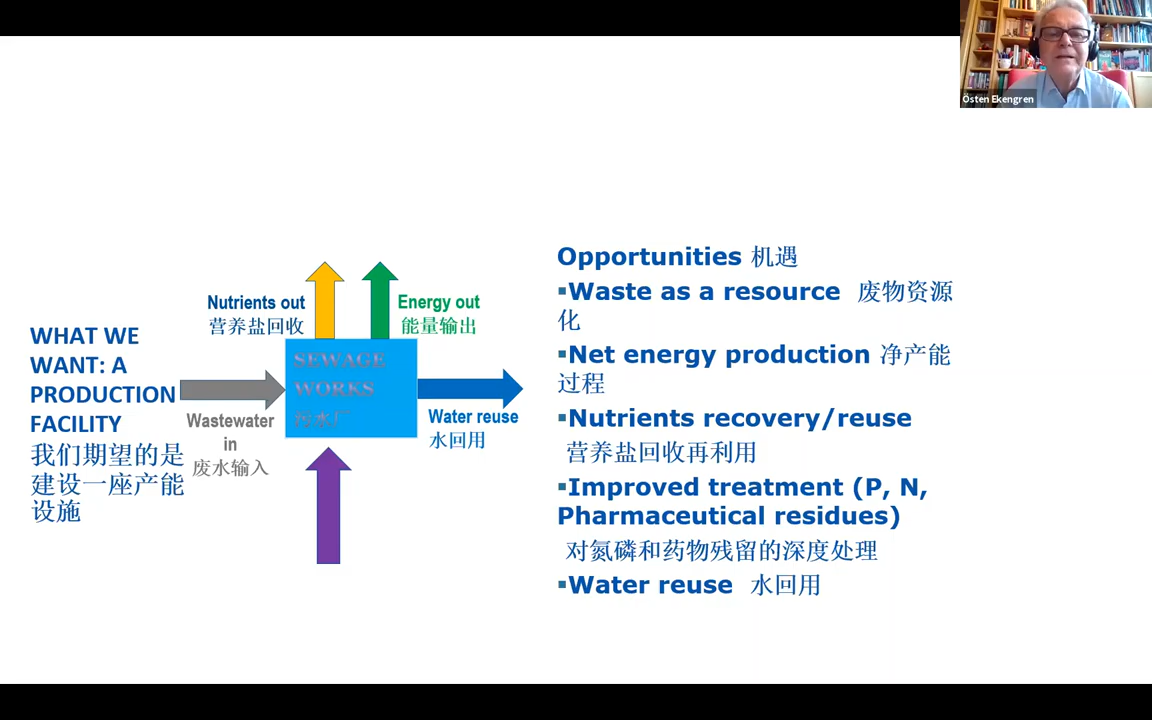 Östen Ekengren
WHAT WE
WANT: A
PRODUCTION
FACILITY
我们期望的是
建设一座产能
设施
Nutrients out
营养盐回收
Energy out
能量输出
Wastewater
in
废水输入
SEWAGE
WORKS
污水厂
Water reuse
水回用
Opportunities 机遇
▪Waste as a resource 废物资源
化
▪Net energy production 净产能
过程
▪Nutrients recovery/reuse
营养盐回收再利用
▪Improved treatment (P, N,
Pharmaceutical residues)
对氮磷和药物残留的深度处理
▪Water reuse 水回用